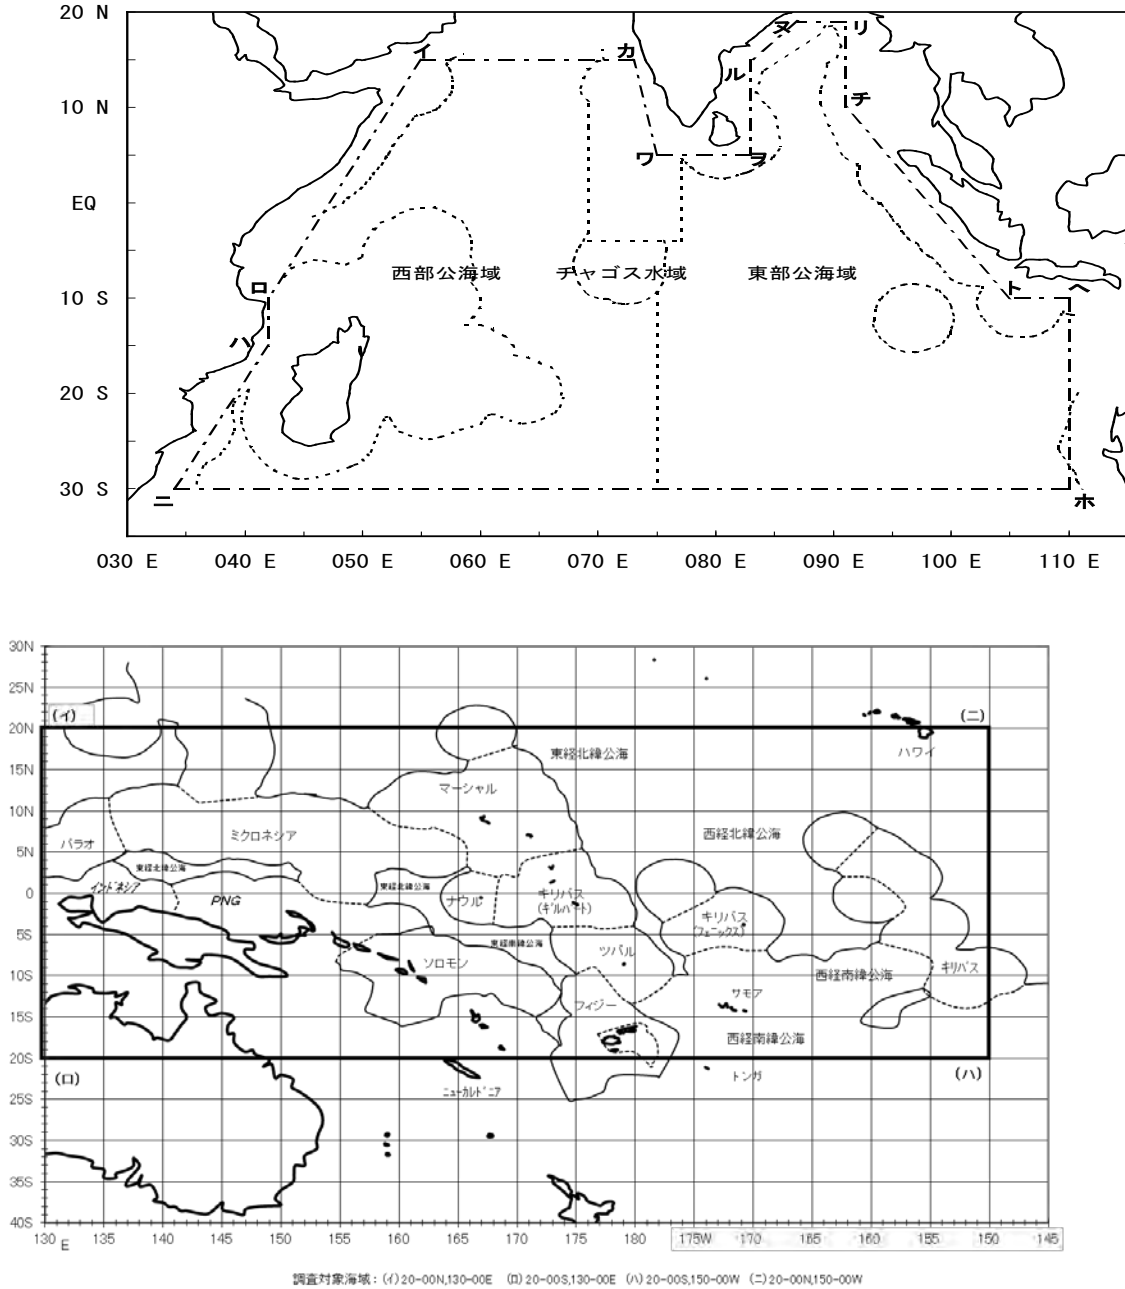 20 N
ヌ リ
イ カ
ル
10 N
チ
ワ ヲ
EQ
西部公海域 チャゴス水域 東部公海域
ロ ト ヘ
10 S
ハ
20 S
30 S
ニ ホ
030 E 040 E 050 E 060 E 070 E 080 E 090 E 100 E 110 E
30N
25N
(イ) (ニ)
20N
東経北緯公海 ハワイ
15N
マーシャル
10N
ミクロネシア 西経北緯公海
パラオ
5N
東経北緯公海
インドネシア 東経北緯公海
0
PNG ナウル キリバス
(ギルバート)
キリバス
(フェニックス)
5S
東経南緯公海 ツバル
ソロモン 西経南緯公海 キリバス
10S
サモア
フィジー
15S
西経南緯公海
20S
(ロ) トンガ (ハ)
ニューカレドニア
25S
30S
35S
40S
130 135 140 145 150 155 160 165 170 175 180 175W 170 165 160 155 150 145
E
調査対象海域：(イ)20-00N,130-00E (ロ)20-00S,130-00E (ハ)20-00S,150-00W (ニ)20-00N,150-00W